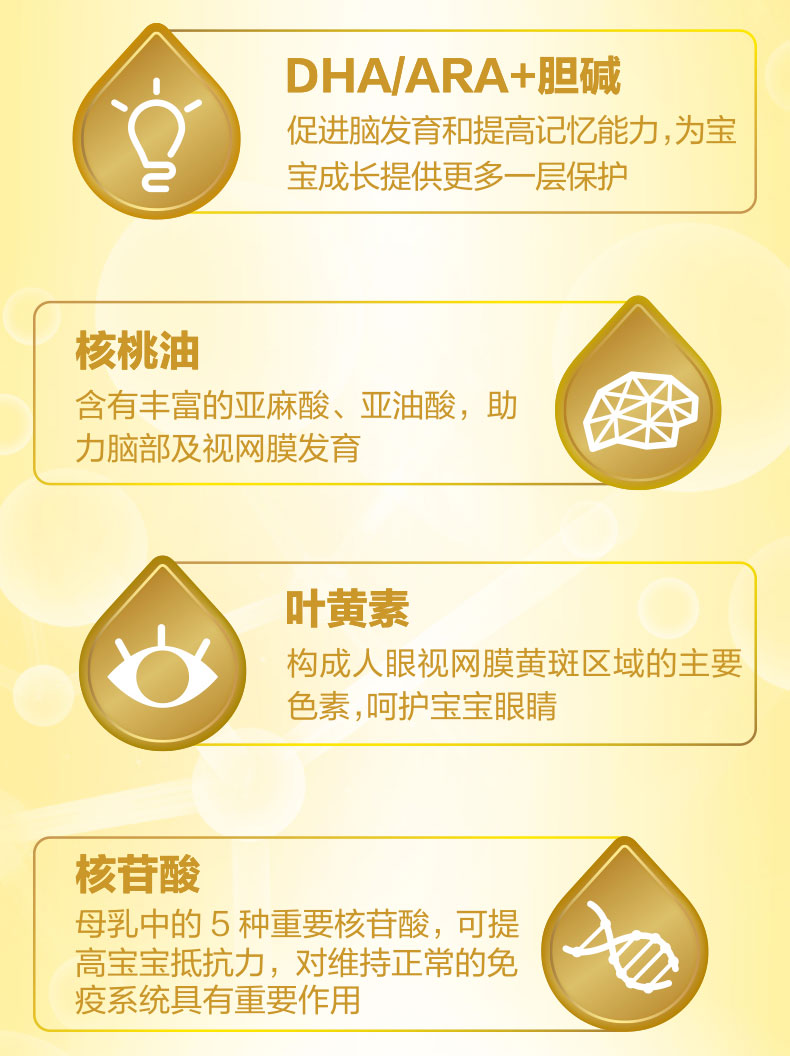 DHA/ARA+胆碱
促进脑发育和提高记忆能力,为宝
宝成长提供更多一层保护
核桃油
含有丰富的亚麻酸、亚油酸，助
力脑部及视网膜发育
叶黄素
构成人眼视网膜黄斑区域的主要
色素,呵护宝宝眼睛
核苷酸
母乳中的 5 种重要核苷酸，可提
高宝宝抵抗力，对维持正常的免
疫系统具有重要作用